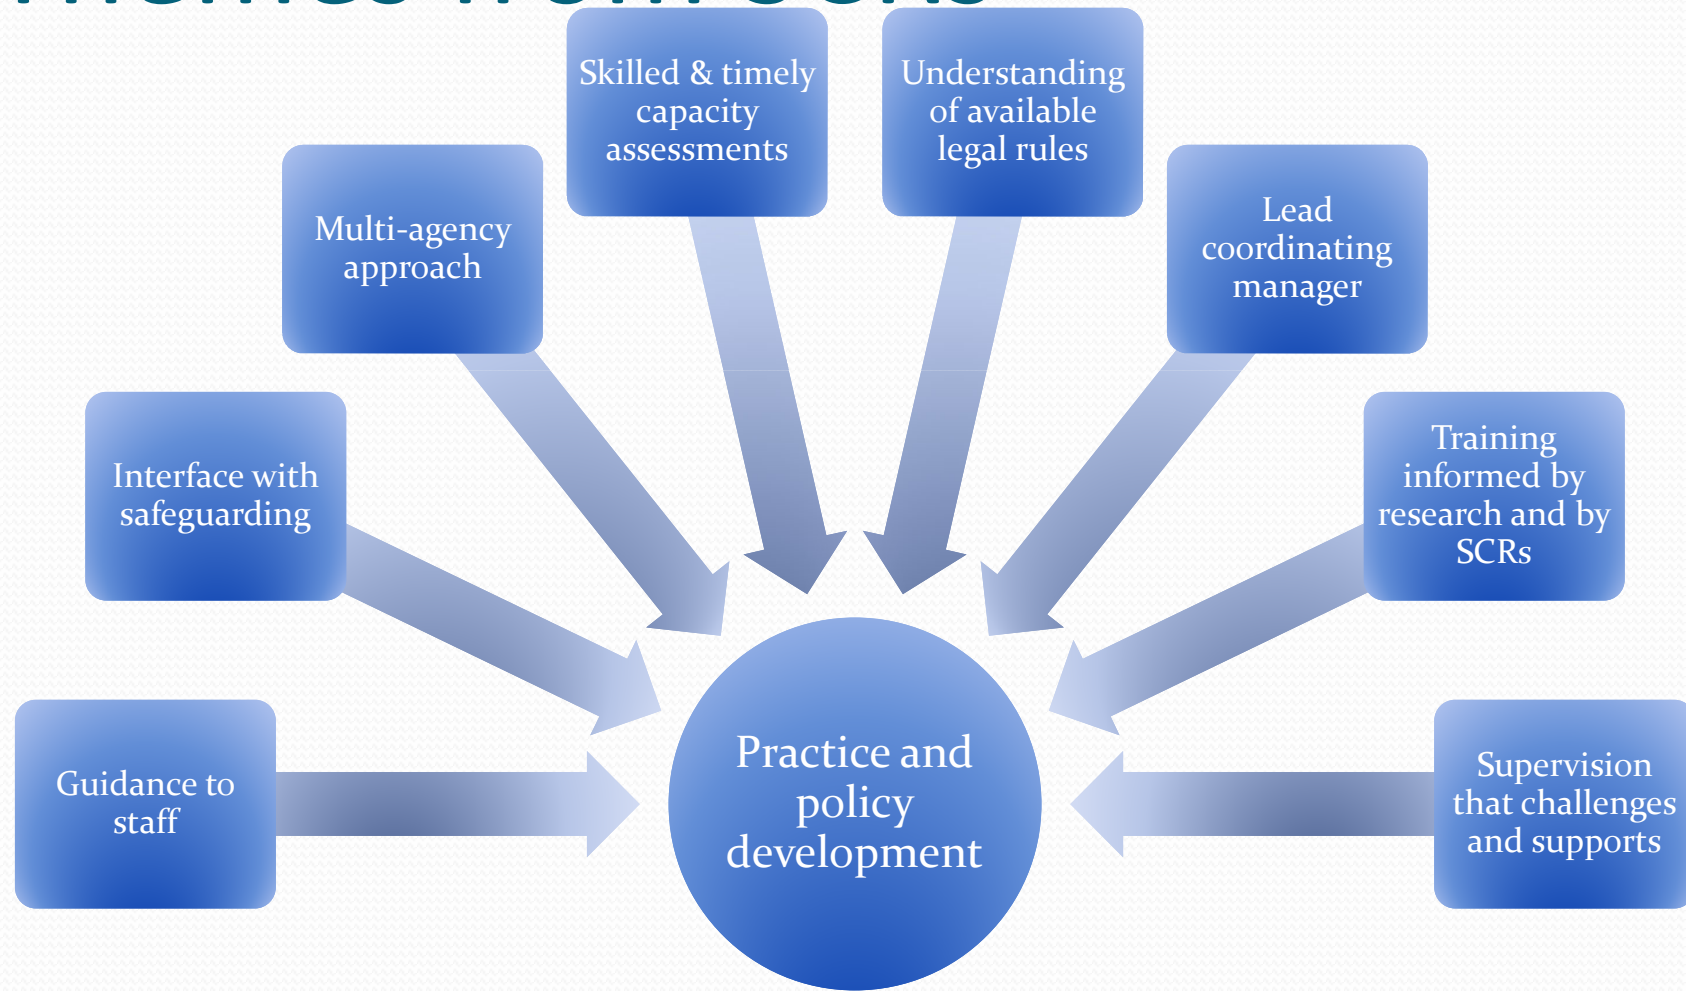 Skilled & timely
capacity
assessments
Understanding
of available
legal rules
Multi-agency
approach
Lead
coordinating
manager
Interface with
safeguarding
Training
informed by
research and by
SCRs
Guidance to
staff
Practice and
policy
development
Supervision
that challenges
and supports